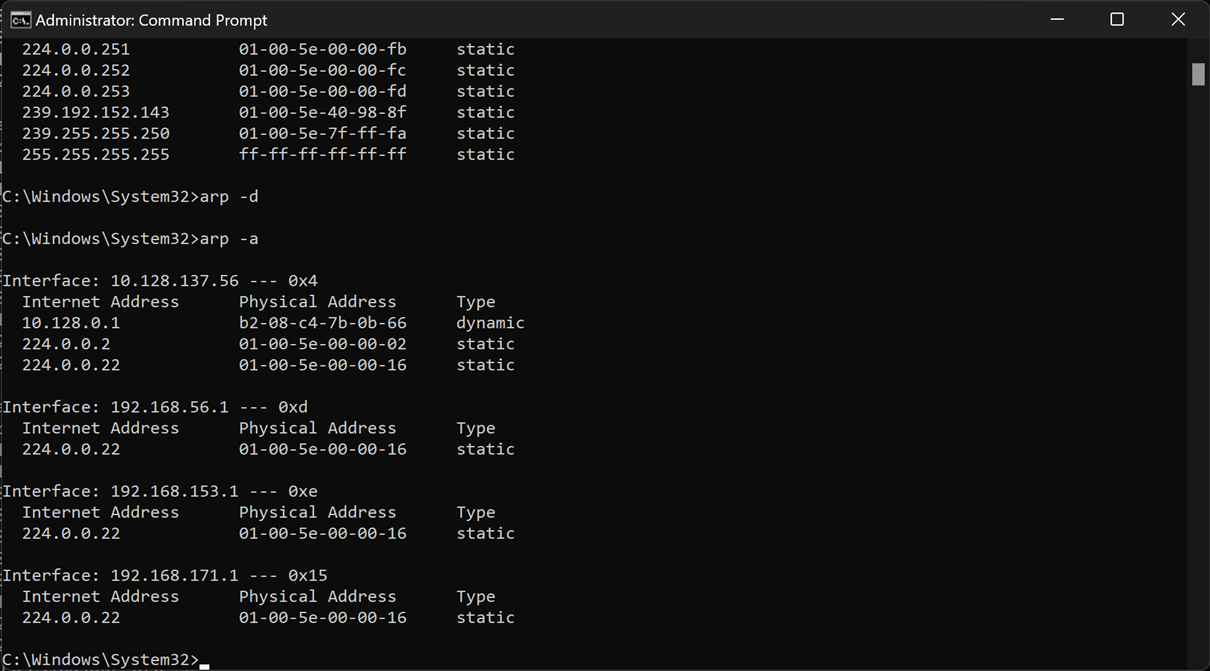 Administrator: Command Prompt
224.0.0.251 01-00-5e-00-00-fb static
224.0.0.252 01-00-5e-00-00-fc static
224.0.0.253 01-00-5e-00-00-fd static
239.192.152.143 01-00-5e-40-98-8f static
239.255.255.250 01-00-5e-7f-ff-fa static
255.255.255.255 ff-ff-ff-ff-ff-ff static
C:\Windows\System32>arp -d
C:\Windows\System32>arp -a
Interface: 10.128.137.56 --- 0x4
Internet Address Physical Address Type
10.128.0.1 b2-08-c4-7b-0b-66 dynamic
224.0.0.2 01-00-5e-00-00-02 static
224.0.0.22 01-00-5e-00-00-16 static
Interface: 192.168.56.1 --- 0xd
Internet Address Physical Address Type
224.0.0.22 01-00-5e-00-00-16 static
Interface: 192.168.153.1 --- 0xe
Internet Address Physical Address Type
224.0.0.22 01-00-5e-00-00-16 static
Interface: 192.168.171.1 --- 0x15
Internet Address Physical Address Type
224.0.0.22 01-00-5e-00-00-16 static
C:\Windows\System32>